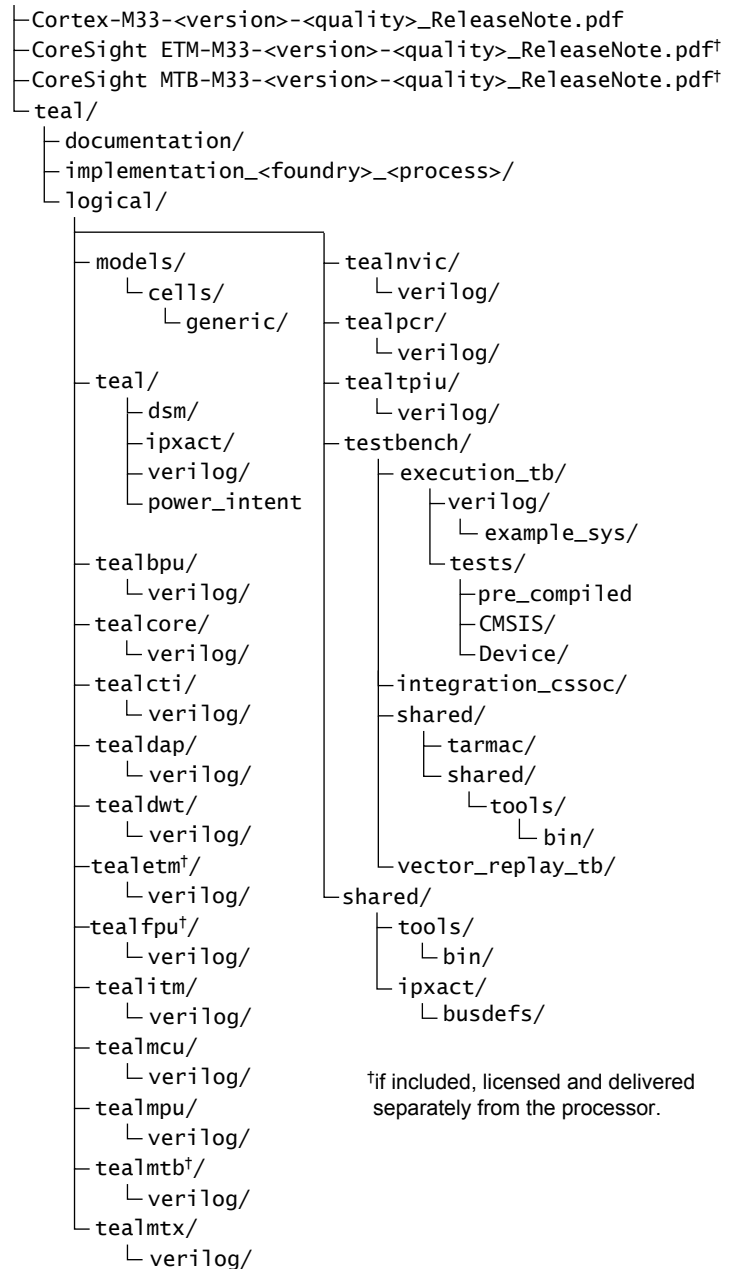 Cortex-M33-<version>-<quality>_ReleaseNote.pdf
CoreSight ETM-M33-<version>-<quality>_ReleaseNote.pdf†
CoreSight MTB-M33-<version>-<quality>_ReleaseNote.pdf†
teal/
documentation/
implementation_<foundry>_<process>/
logical/
models/
cells/
generic/
teal/
dsm/
ipxact/
verilog/
power_intent
tealbpu/
verilog/
tealcore/
verilog/
tealcti/
verilog/
tealdap/
verilog/
tealdwt/
verilog/
tealetm†/
verilog/
tealfpu†/
verilog/
tealitm/
verilog/
tealmcu/
verilog/
tealmpu/
verilog/
tealmtb†/
verilog/
tealmtx/
verilog/
tealnvic/
verilog/
tealpcr/
verilog/
tealtpiu/
verilog/
testbench/
execution_tb/
verilog/
example_sys/
tests/
pre_compiled
CMSIS/
Device/
integration_cssoc/
shared/
tarmac/
shared/
tools/
bin/
vector_replay_tb/
shared/
tools/
bin/
ipxact/
busdefs/
†if included, licensed and delivered
separately from the processor.